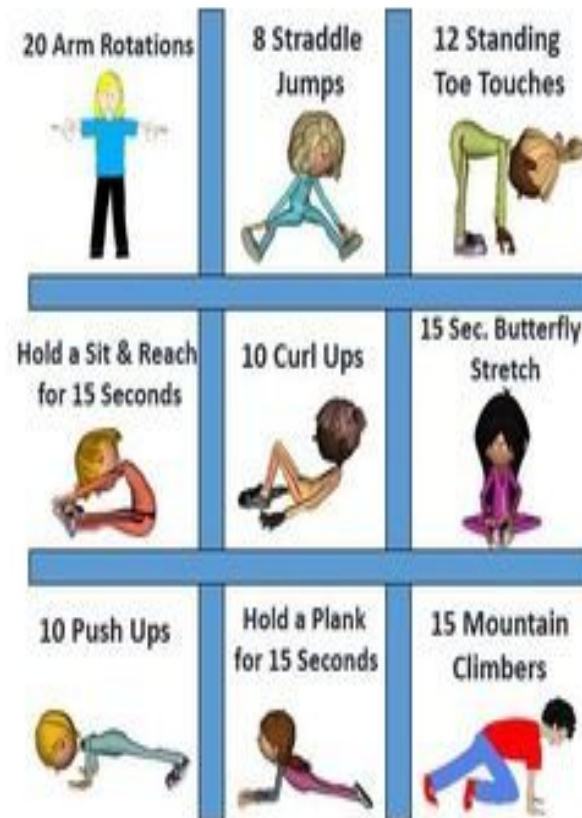 20 Arm Rotations
8 Straddle
Jumps
12 Standing
Toe Touches
Hold a Sit & Reach
for 15 Seconds
10 Curl Ups
15 Sec. Butterfly
Stretch
10 Push Ups
Hold a Plank
for 15 Seconds
15 Mountain
Climbers